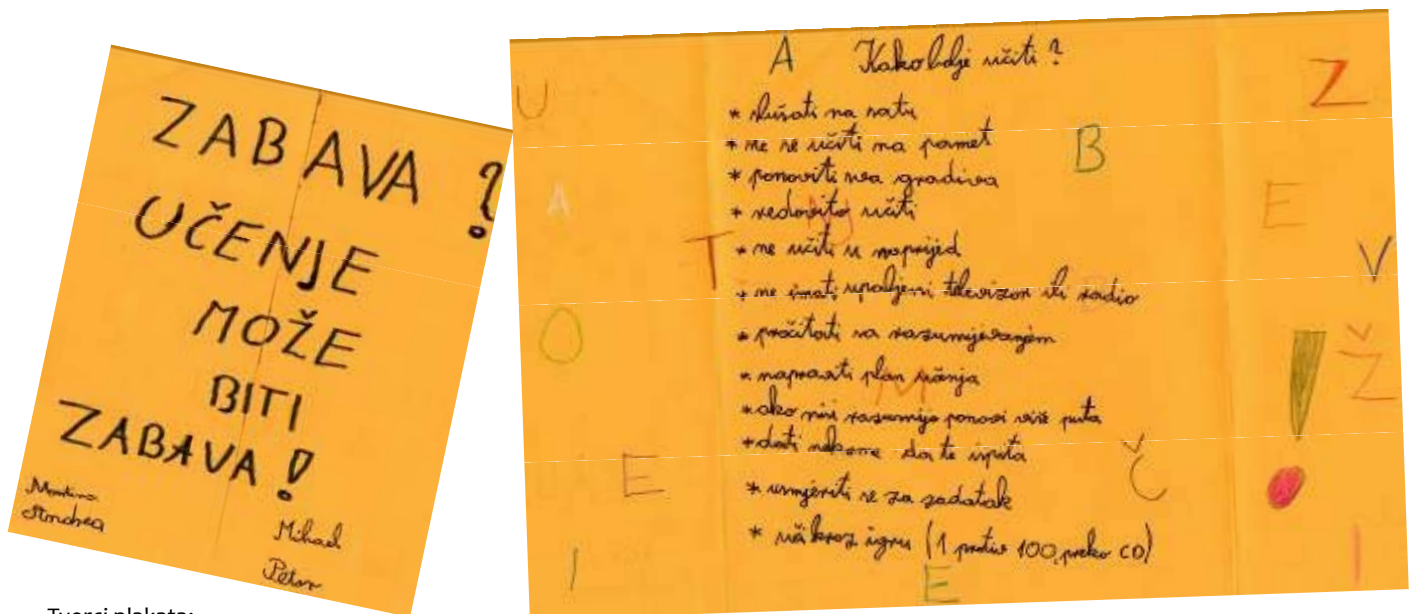 ZABAVA ?
UČENJE
MOŽE
BITI
ZABAVA !
Martina
Andrea
Mihael
Petar
Kako bolje učiti ?
* slušati na satu
* ne se učiti na pamet
* ponoviti sva gradiva
* redovito učiti
* ne učiti u naprijed
* ne imati upaljeni televizor ili radio
* pročitati sa razumijevanjem
* napraviti plan učenja
* ako nisi razumijo ponovi više puta
* dati nekome da te ispita
* usmjeriti se za zadatak
* uči kroz igru (1 protiv 100, preko CD)
U
A
O
T
E
I
A
B
Z
E
V
Ž
!
Č
E
I
M
Tvorci plakata: